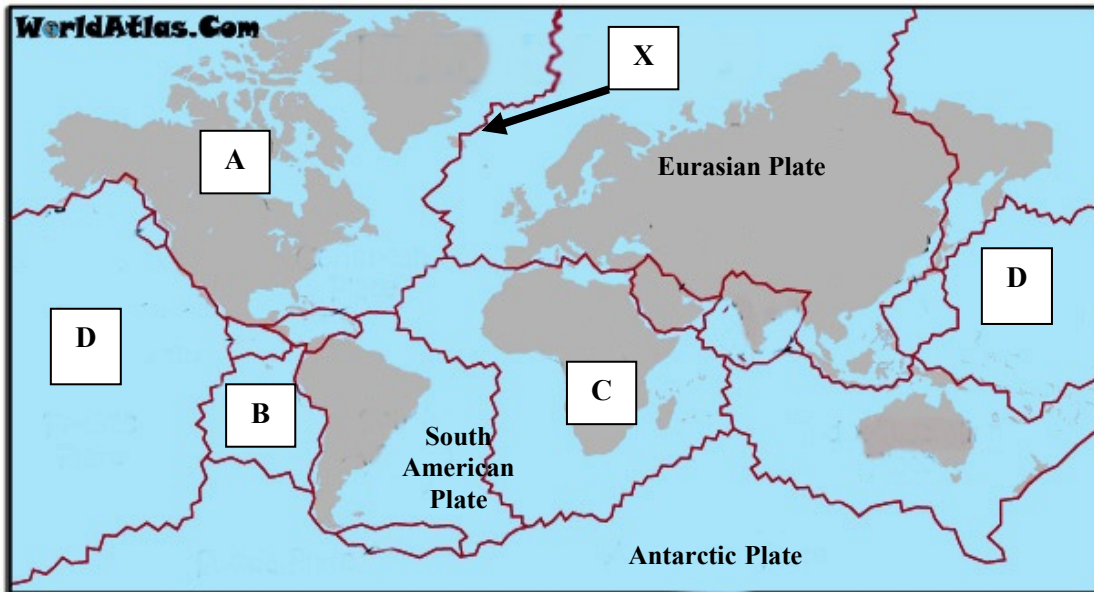 WorldAtlas.Com
X
A
Eurasian Plate
D
D
B
C
South
American
Plate
Antarctic Plate